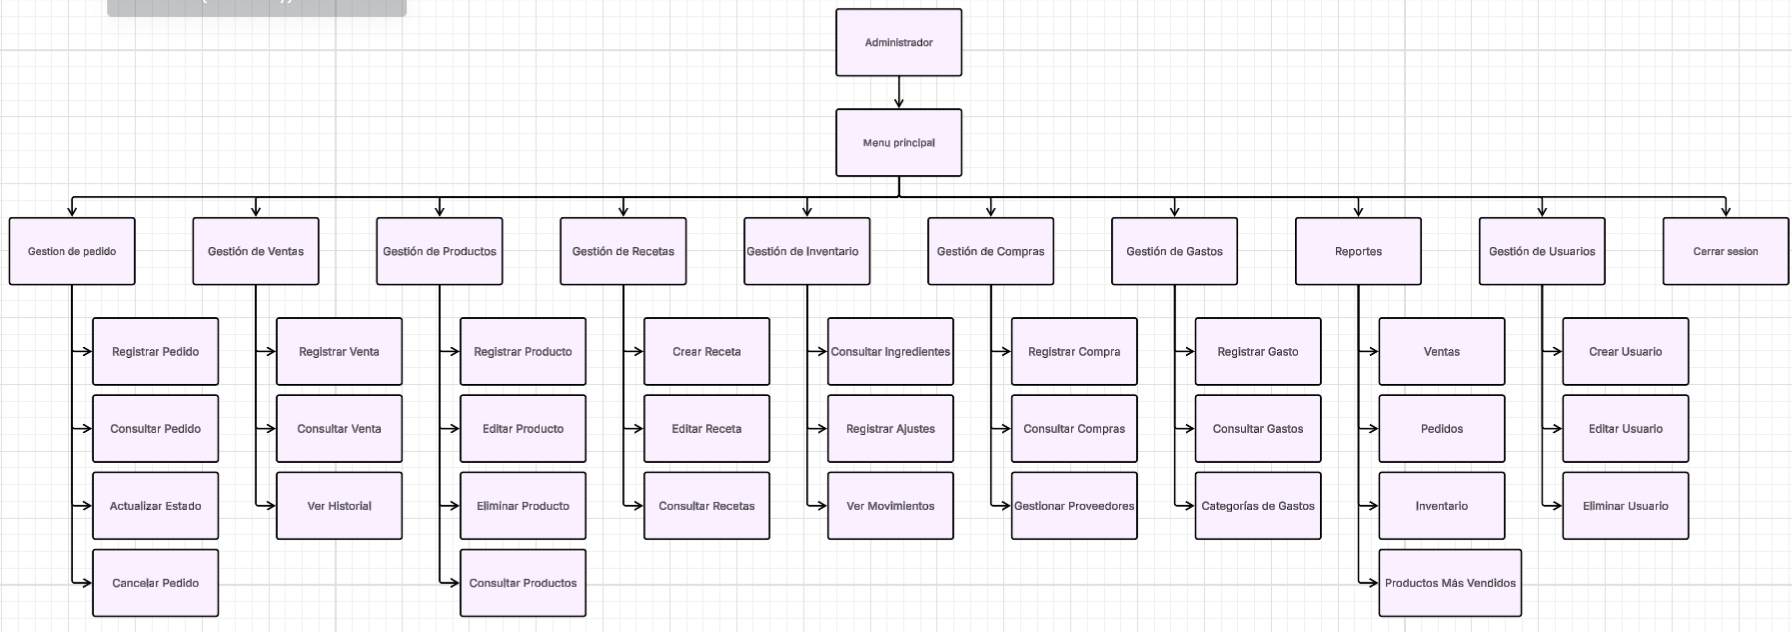 Administrador
Menu principal
Gestion de pedido
Gestión de Ventas
Gestión de Productos
Gestión de Recetas
Gestión de Inventario
Gestión de Compras
Gestión de Gastos
Reportes
Gestión de Usuarios
Cerrar sesion
Registrar Pedido
Registrar Venta
Registrar Producto
Crear Receta
Consultar Ingredientes
Registrar Compra
Registrar Gasto
Ventas
Crear Usuario
Consultar Pedido
Consultar Venta
Editar Producto
Editar Receta
Registrar Ajustes
Consultar Compras
Consultar Gastos
Pedidos
Editar Usuario
Actualizar Estado
Ver Historial
Eliminar Producto
Consultar Recetas
Ver Movimientos
Gestionar Proveedores
Categorías de Gastos
Inventario
Eliminar Usuario
Cancelar Pedido
Consultar Productos
Productos Más Vendidos